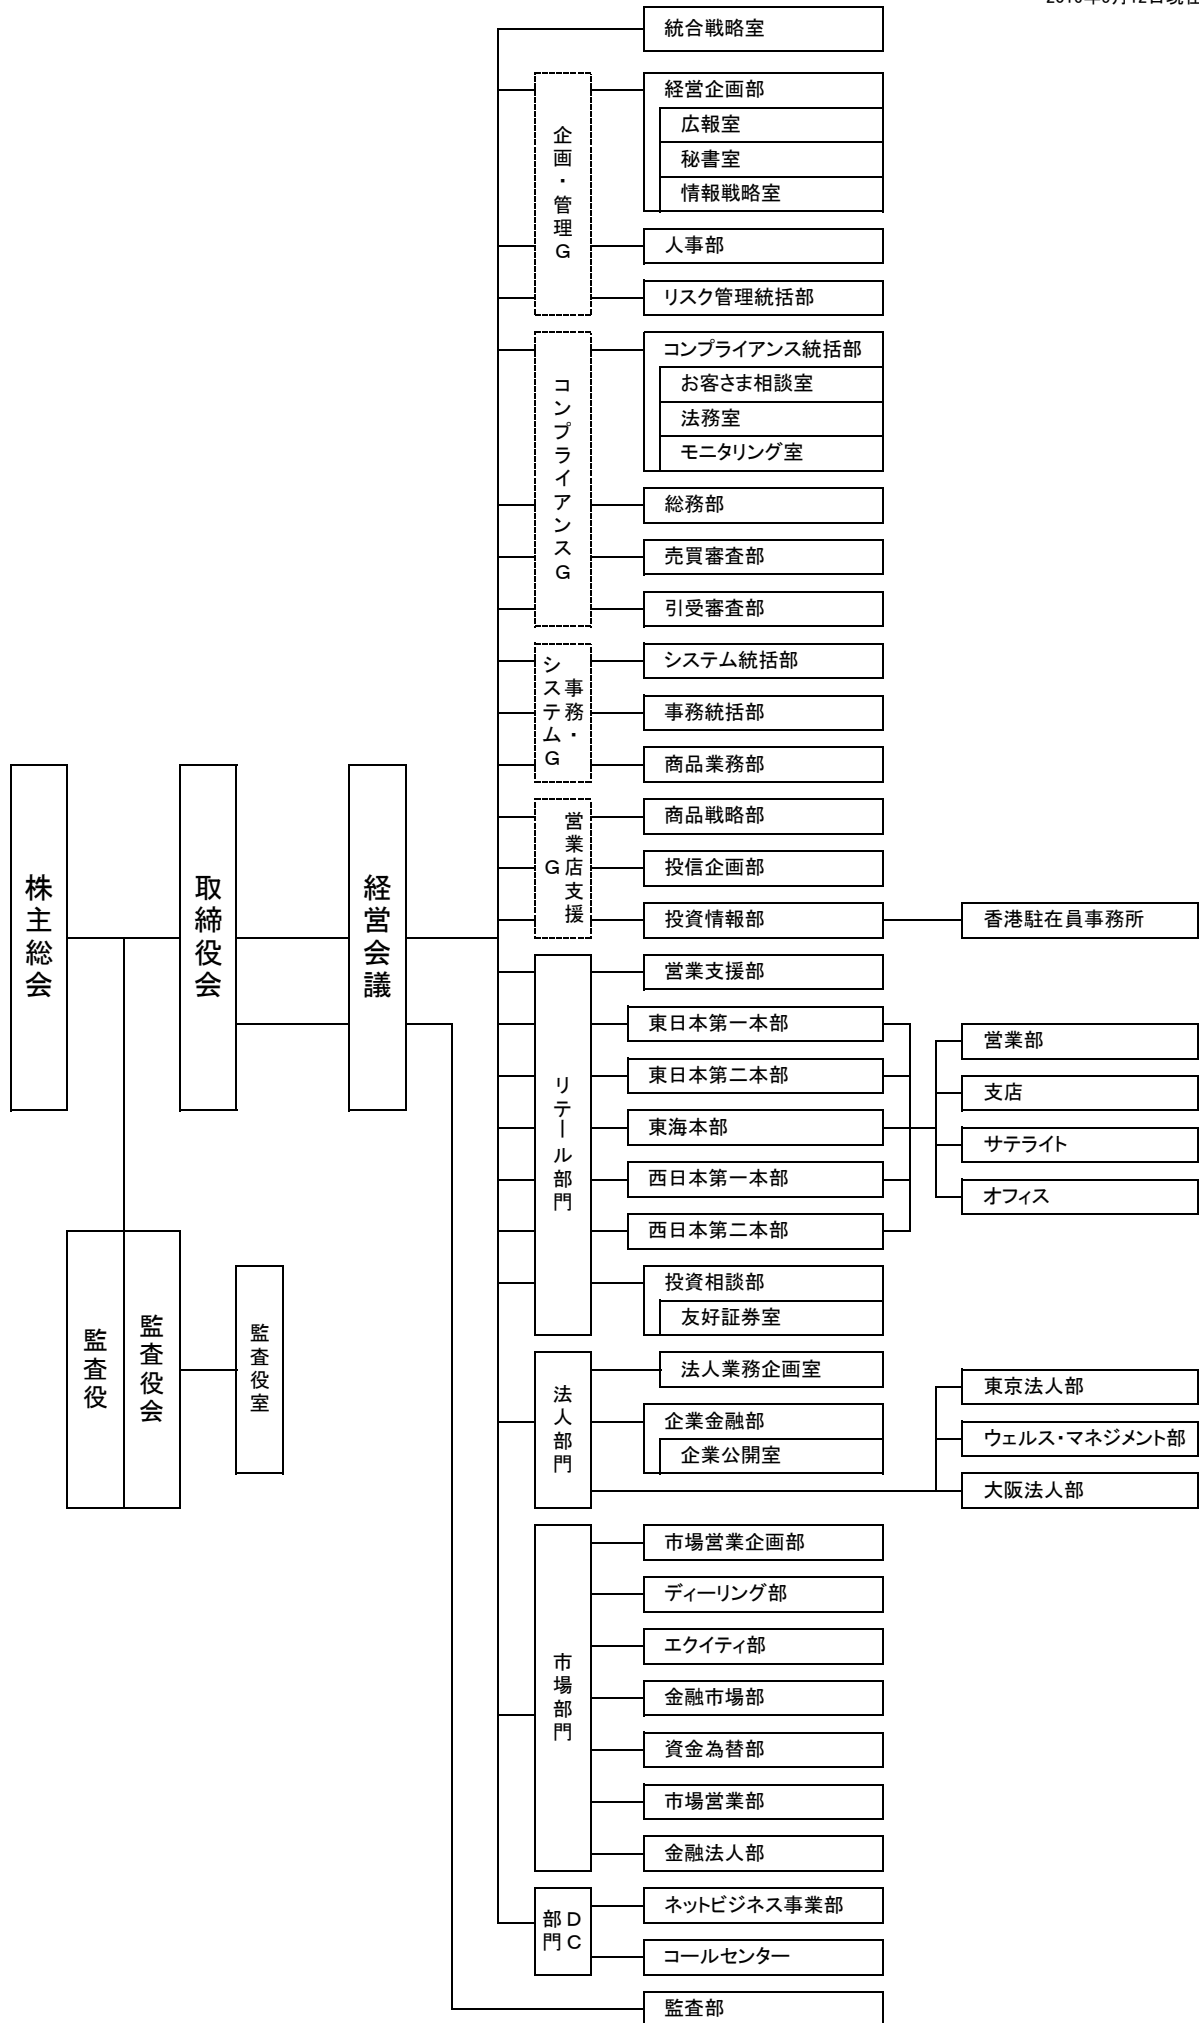 統合戦略室
企画・管理G
経営企画部
広報室
秘書室
情報戦略室
人事部
リスク管理統括部
コンプライアンスG
コンプライアンス統括部
お客さま相談室
法務室
モニタリング室
総務部
売買審査部
引受審査部
事務・
システムG
システム統括部
事務統括部
商品業務部
営業店支援
G
商品戦略部
投信企画部
投資情報部
香港駐在員事務所
株主総会
取締役会
経営会議
リテール部門
営業支援部
東日本第一本部
東日本第二本部
東海本部
西日本第一本部
西日本第二本部
営業部
支店
サテライト
オフィス
投資相談部
友好証券室
監査役
監査役会
監査役室
法人部門
法人業務企画室
企業金融部
企業公開室
東京法人部
ウェルス・マネジメント部
大阪法人部
市場部門
市場営業企画部
ディーリング部
エクイティ部
金融市場部
資金為替部
市場営業部
金融法人部
DC
部門
ネットビジネス事業部
コールセンター
監査部